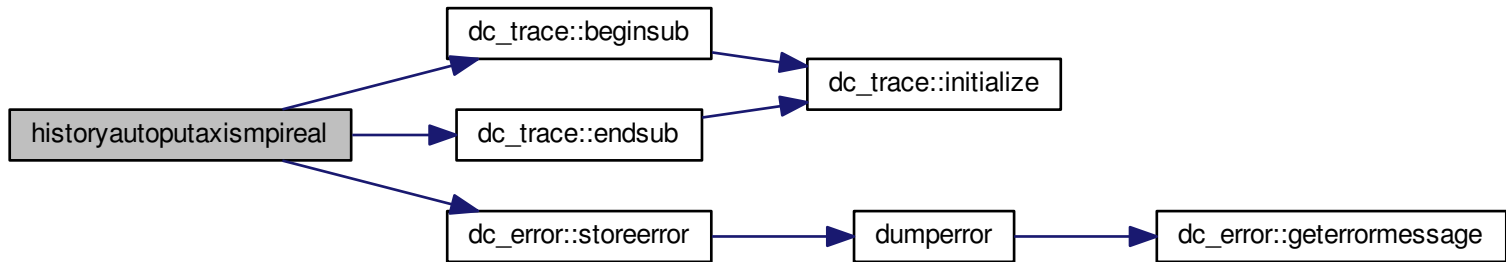 dc_trace::beginsub
dc_trace::initialize
historyautoputaxismpireal
dc_trace::endsub
dc_error::storeerror
dumperror
dc_error::geterrormessage